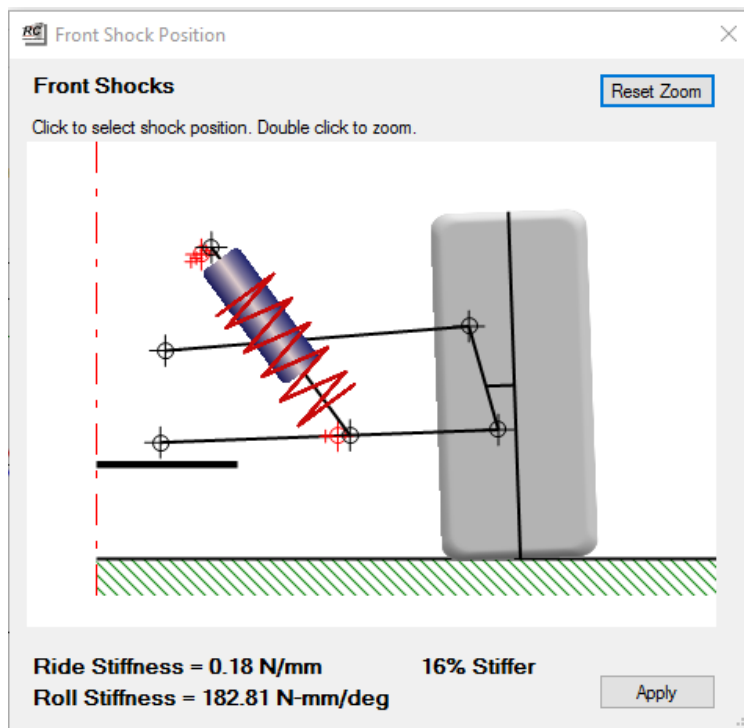 RC Front Shock Position
Front Shocks
Reset Zoom
Click to select shock position. Double click to zoom.
Ride Stiffness = 0.18 N/mm 16% Stiffer
Roll Stiffness = 182.81 N-mm/deg
Apply